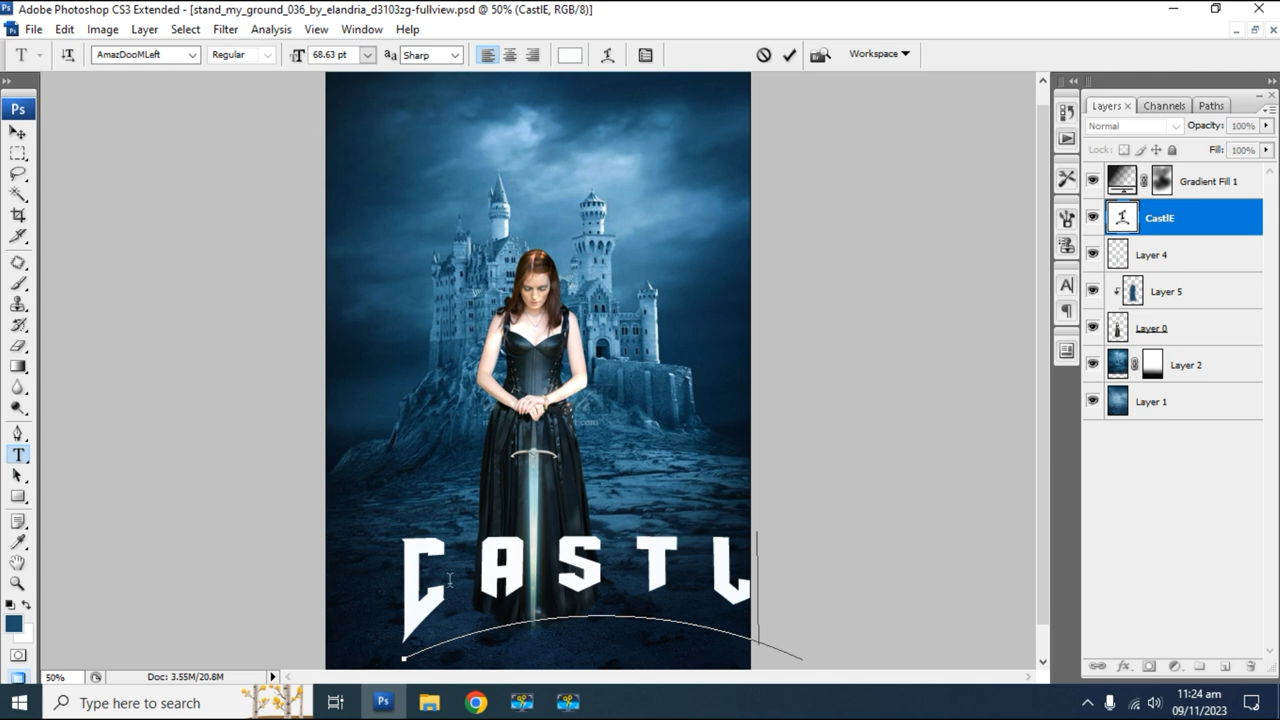 Adobe Photoshop CS3 Extended - [stand_my_ground_036_by_elandria_d3103zg-fullview.psd @ 50% (CastlE, RGB/8)]
File Edit Image Layer Select Filter Analysis View Window Help
T AmazDooMLeft Regular 68.63 pt aa Sharp Workspace
Ps
Layers x Channels Paths
Normal Opacity: 100%
Lock: Fill: 100%
Gradient Fill 1
CastlE
Layer 4
Layer 5
Layer 0
Layer 2
Layer 1
CASTL
50% Doc: 3.55M/20.8M
Type here to search
Ps
11:24 am
09/11/2023